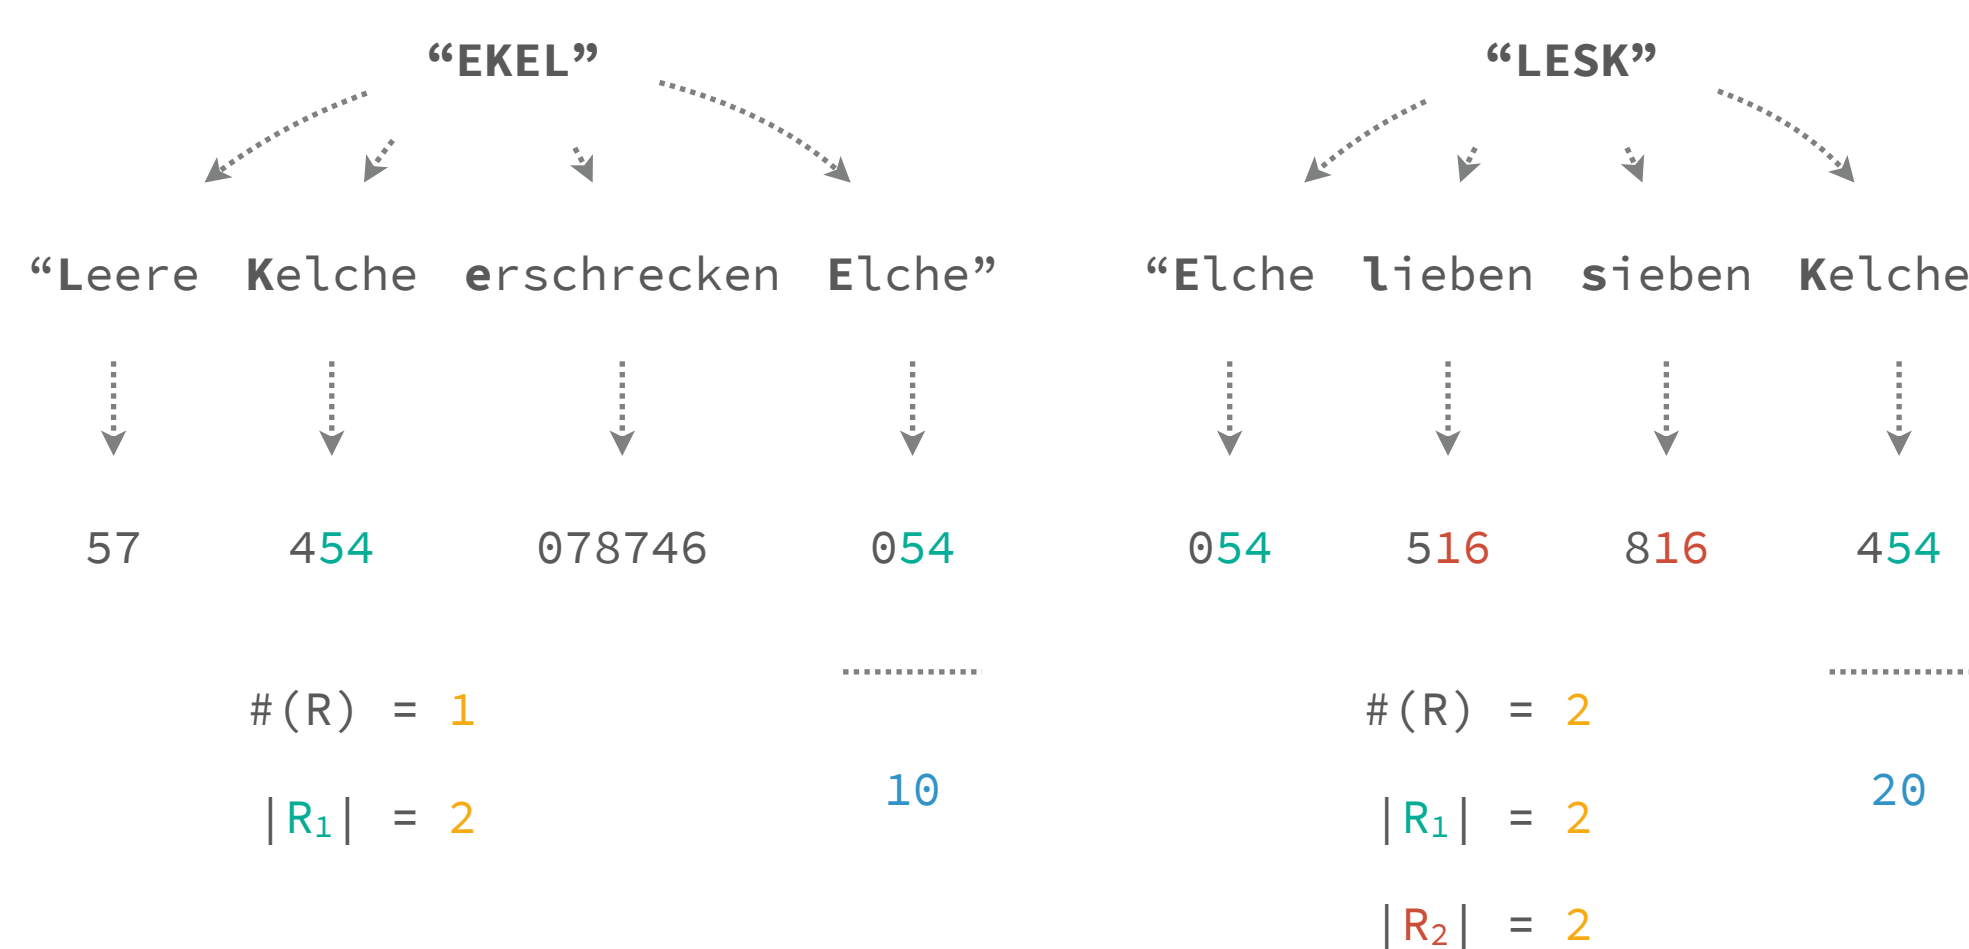 “EKEL” “LESK”
“Leere Kelche erschrecken Elche” “Elche lieben sieben Kelche
57 454 078746 054 054 516 816 454
#(R) = 1 #(R) = 2
10 20
|R₁| = 2 |R₁| = 2
|R₂| = 2